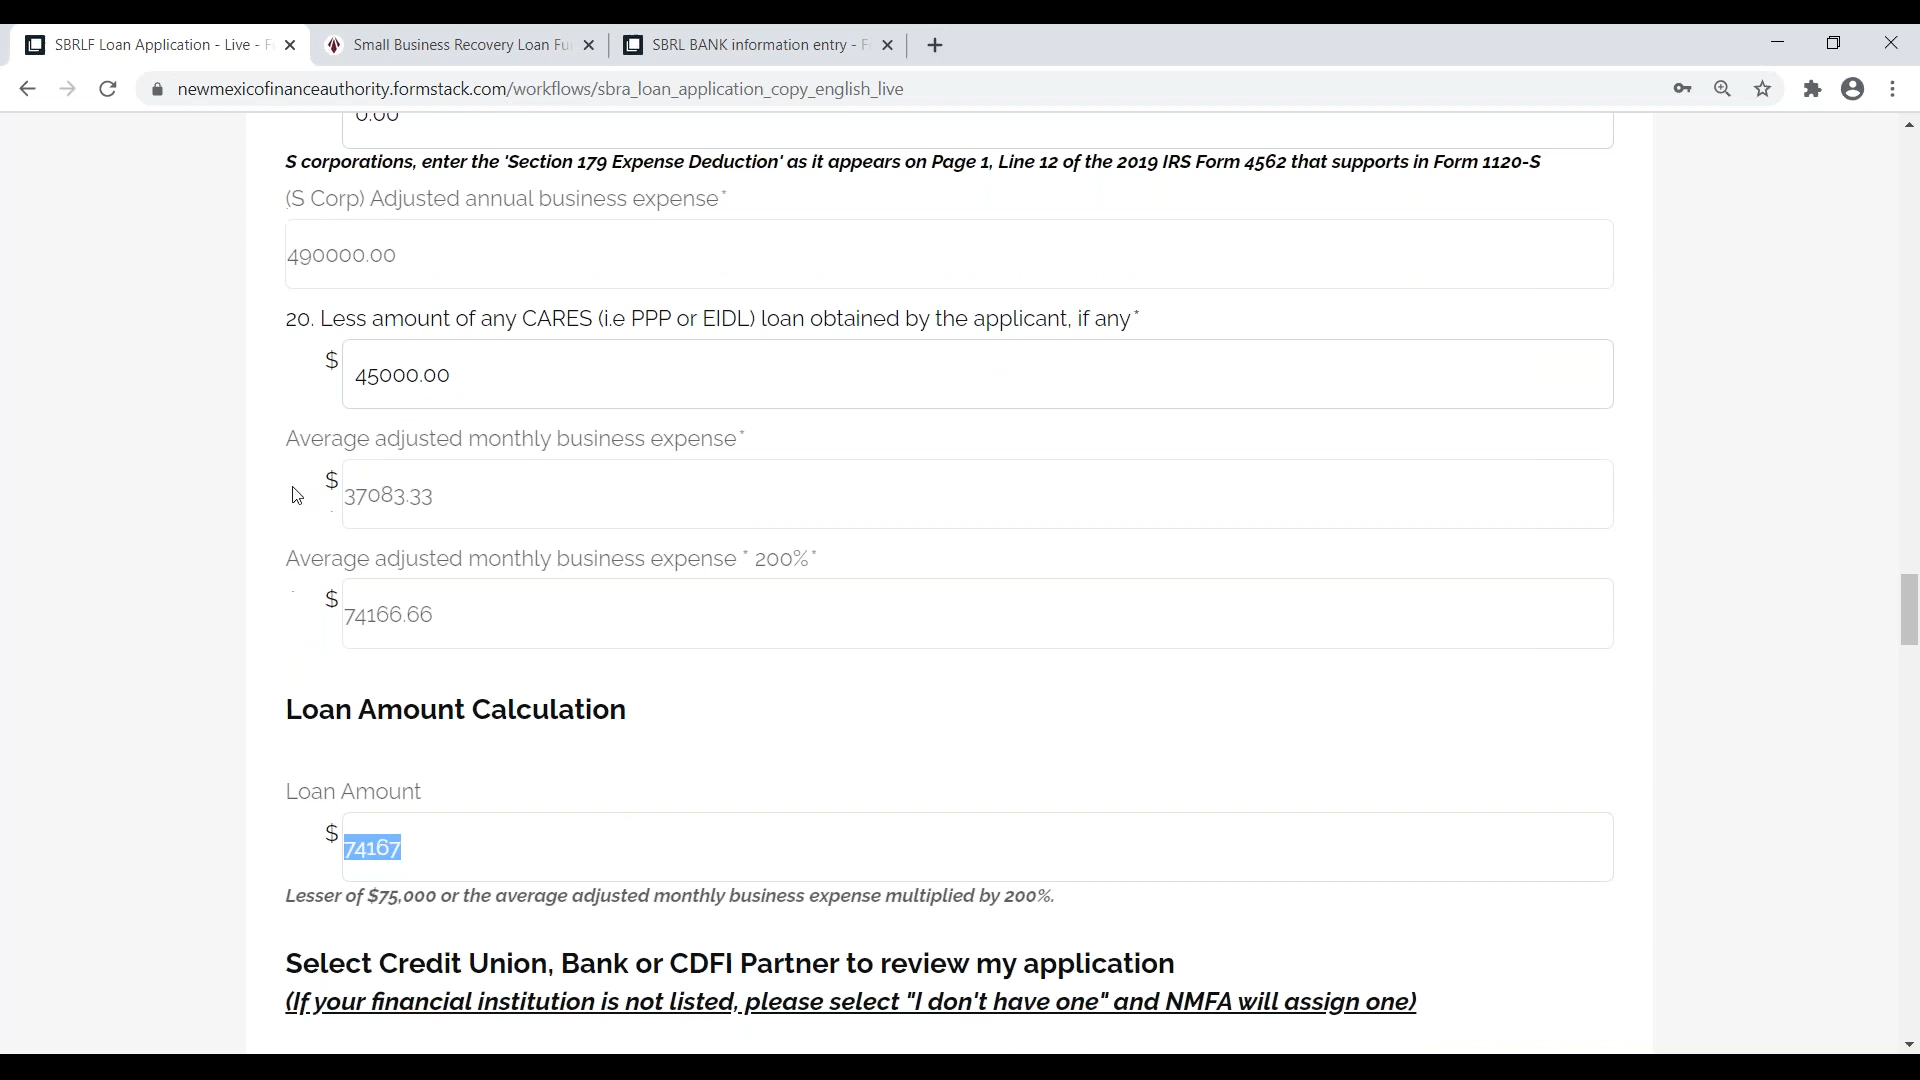 SBRLF Loan Application - Live - F
Small Business Recovery Loan Fu
SBRL BANK information entry - F
newmexicofinanceauthority.formstack.com/workflows/sbra_loan_application_copy_english_live
0.00
S corporations, enter the 'Section 179 Expense Deduction' as it appears on Page 1, Line 12 of the 2019 IRS Form 4562 that supports in Form 1120-S
(S Corp) Adjusted annual business expense*
490000.00
20. Less amount of any CARES (i.e PPP or EIDL) loan obtained by the applicant, if any*
$ 45000.00
Average adjusted monthly business expense*
$ 37083.33
Average adjusted monthly business expense * 200%*
$ 74166.66
Loan Amount Calculation
Loan Amount
$ 74167
Lesser of $75,000 or the average adjusted monthly business expense multiplied by 200%.
Select Credit Union, Bank or CDFI Partner to review my application
(If your financial institution is not listed, please select "I don't have one" and NMFA will assign one)